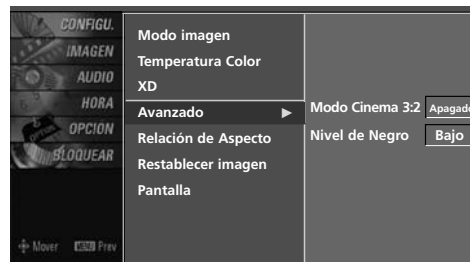 CONFIGU.
IMAGEN
AUDIO
HORA
OPCIÓN
BLOQUEAR
Mover MENU Prev
Modo imagen
Temperatura Color
XD
Avanzado ▶
Relación de Aspecto
Restablecer imagen
Pantalla
Modo Cinema 3:2 Apagado
Nivel de Negro Bajo